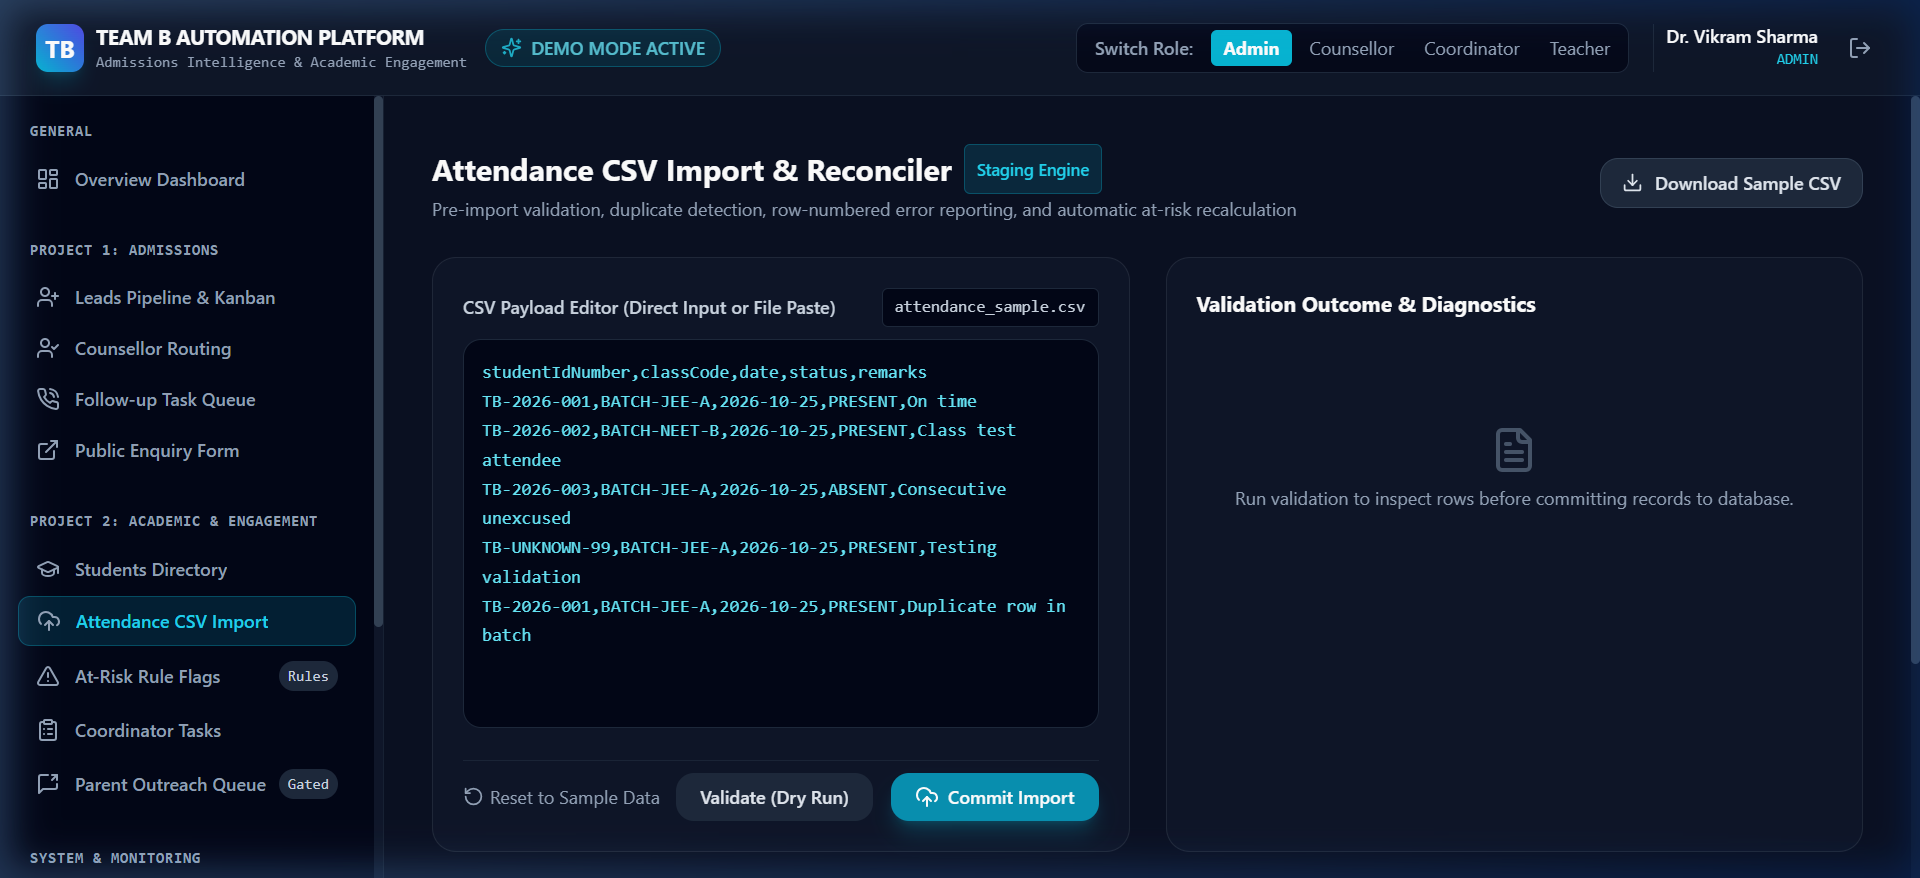 TB
TEAM B AUTOMATION PLATFORM
Admissions Intelligence & Academic Engagement
DEMO MODE ACTIVE
Switch Role:
Admin
Counsellor
Coordinator
Teacher
Dr. Vikram Sharma
ADMIN
GENERAL
Overview Dashboard
PROJECT 1: ADMISSIONS
Leads Pipeline & Kanban
Counsellor Routing
Follow-up Task Queue
Public Enquiry Form
PROJECT 2: ACADEMIC & ENGAGEMENT
Students Directory
Attendance CSV Import
At-Risk Rule Flags
Rules
Coordinator Tasks
Parent Outreach Queue
Gated
SYSTEM & MONITORING
Attendance CSV Import & Reconciler
Staging Engine
Pre-import validation, duplicate detection, row-numbered error reporting, and automatic at-risk recalculation
Download Sample CSV
CSV Payload Editor (Direct Input or File Paste)
attendance_sample.csv
studentIdNumber,classCode,date,status,remarks
TB-2026-001,BATCH-JEE-A,2026-10-25,PRESENT,On time
TB-2026-002,BATCH-NEET-B,2026-10-25,PRESENT,Class test
attendee
TB-2026-003,BATCH-JEE-A,2026-10-25,ABSENT,Consecutive
unexcused
TB-UNKNOWN-99,BATCH-JEE-A,2026-10-25,PRESENT,Testing
validation
TB-2026-001,BATCH-JEE-A,2026-10-25,PRESENT,Duplicate row in
batch
Reset to Sample Data
Validate (Dry Run)
Commit Import
Validation Outcome & Diagnostics
Run validation to inspect rows before committing records to database.